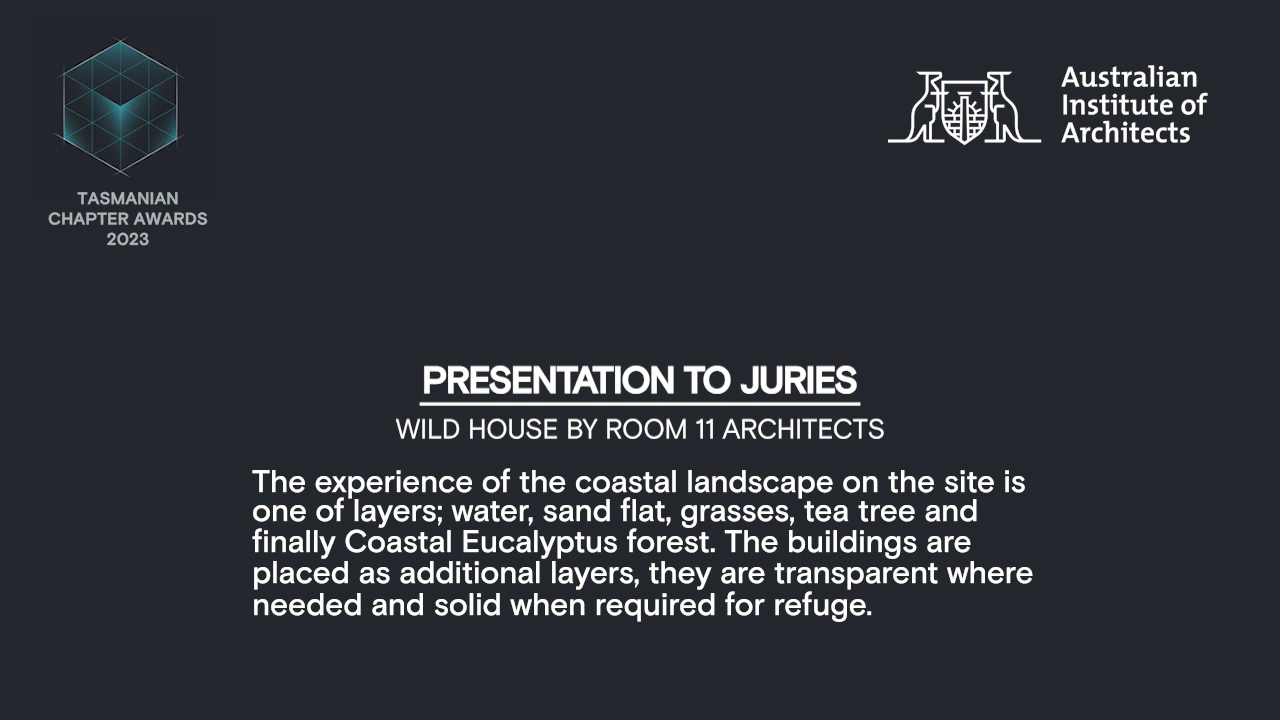 TASMANIAN
CHAPTER AWARDS
2023
Australian
Institute of
Architects
PRESENTATION TO JURIES
WILD HOUSE BY ROOM 11 ARCHITECTS
The experience of the coastal landscape on the site is
one of layers; water, sand flat, grasses, tea tree and
finally Coastal Eucalyptus forest. The buildings are
placed as additional layers, they are transparent where
needed and solid when required for refuge.